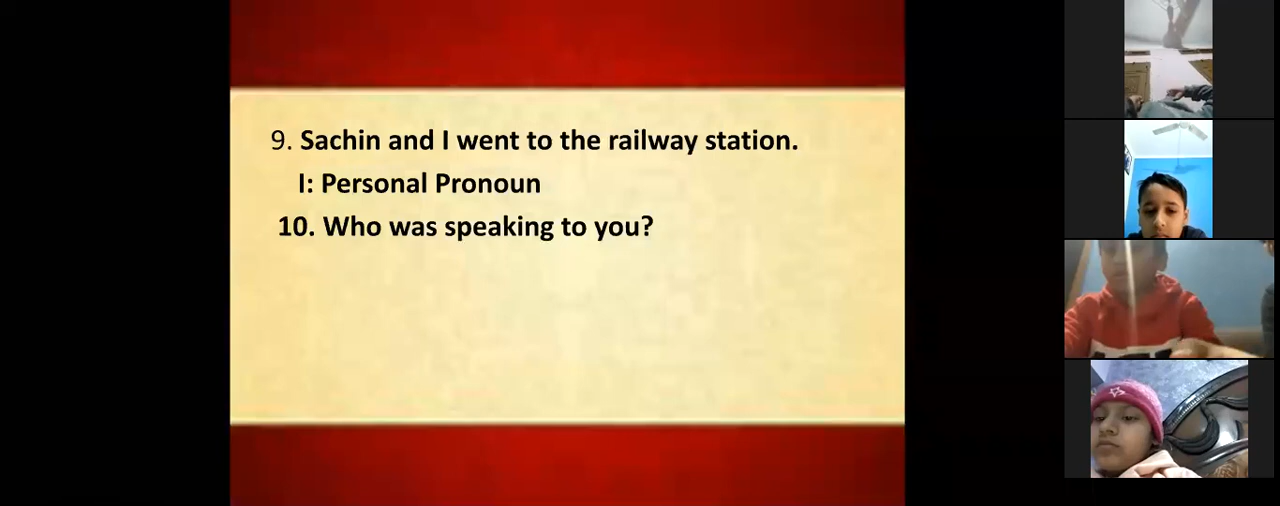 9. Sachin and I went to the railway station.
I: Personal Pronoun
10. Who was speaking to you?